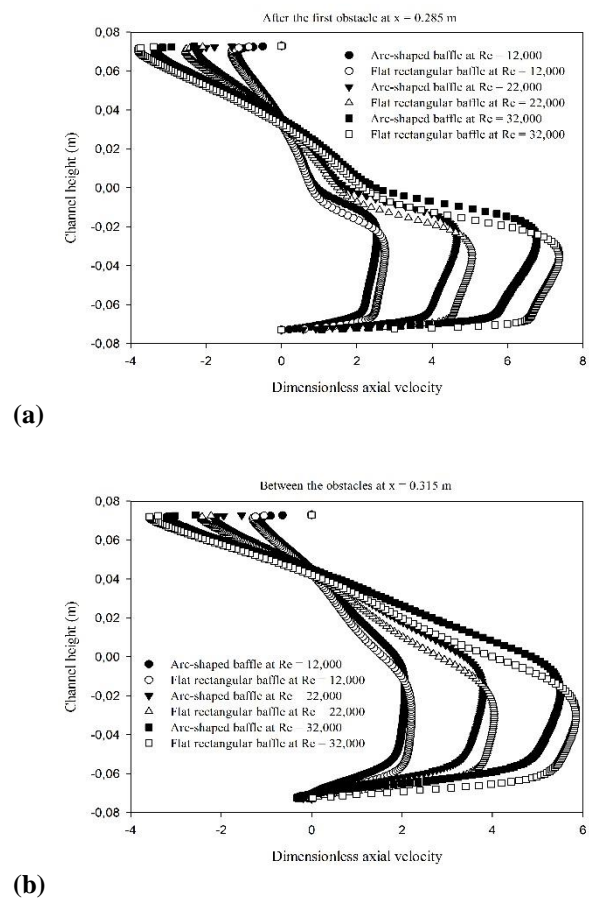 After the first obstacle at x = 0.285 m
0,08
0,06
0,04
0,02
0,00
-0,02
-0,04
-0,06
-0,08
Channel height (m)
Arc-shaped baffle at Re = 12,000
Flat rectangular baffle at Re = 12,000
Arc-shaped baffle at Re = 22,000
Flat rectangular baffle at Re = 22,000
Arc-shaped baffle at Re = 32,000
Flat rectangular baffle at Re = 32,000
-4 -2 0 2 4 6 8
Dimensionless axial velocity
(a)
Between the obstacles at x = 0.315 m
0,08
0,06
0,04
0,02
0,00
-0,02
-0,04
-0,06
-0,08
Channel height (m)
Arc-shaped baffle at Re = 12,000
Flat rectangular baffle at Re = 12,000
Arc-shaped baffle at Re = 22,000
Flat rectangular baffle at Re = 22,000
Arc-shaped baffle at Re = 32,000
Flat rectangular baffle at Re = 32,000
-4 -2 0 2 4 6
Dimensionless axial velocity
(b)